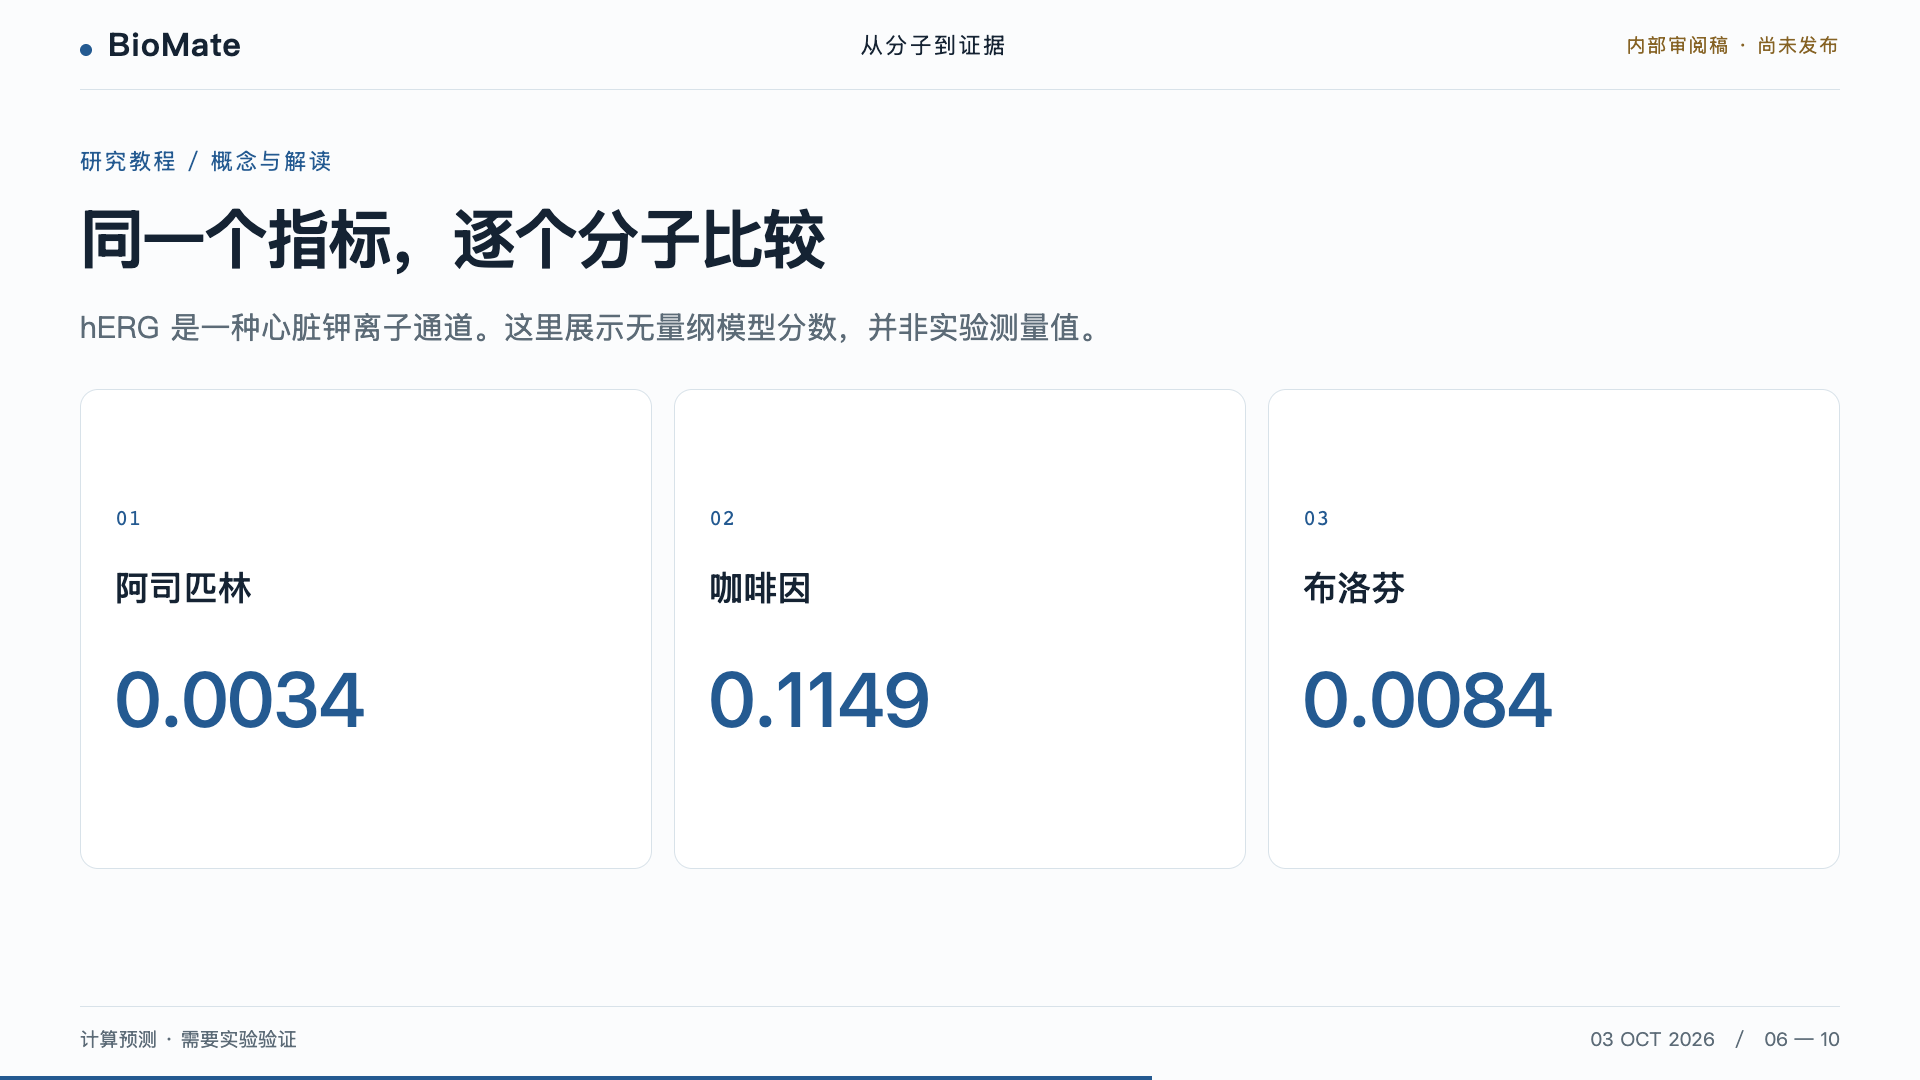 BioMate
从分子到证据
内部审阅稿 · 尚未发布
研究教程 / 概念与解读
同一个指标，逐个分子比较
hERG 是一种心脏钾离子通道。这里展示无量纲模型分数，并非实验测量值。
01
阿司匹林
0.0034
02
咖啡因
0.1149
03
布洛芬
0.0084
计算预测 · 需要实验验证
03 OCT 2026 / 06 — 10